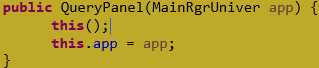 public QueryPanel(MainRgrUniver app) {
this();
this.app = app;
}